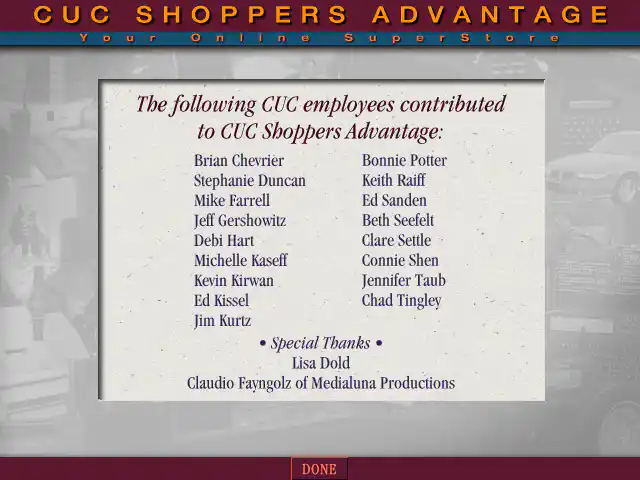 CUC SHOPPERS ADVANTAGE
Your Online SuperStore
The following CUC employees contributed
to CUC Shoppers Advantage:
Brian Chevrier
Stephanie Duncan
Mike Farrell
Jeff Gershowitz
Debi Hart
Michelle Kaseff
Kevin Kirwan
Ed Kissel
Jim Kurtz
Bonnie Potter
Keith Raiff
Ed Sanden
Beth Seefelt
Clare Settle
Connie Shen
Jennifer Taub
Chad Tingley
• Special Thanks •
Lisa Dold
Claudio Fayngolz of Medialuna Productions
DONE